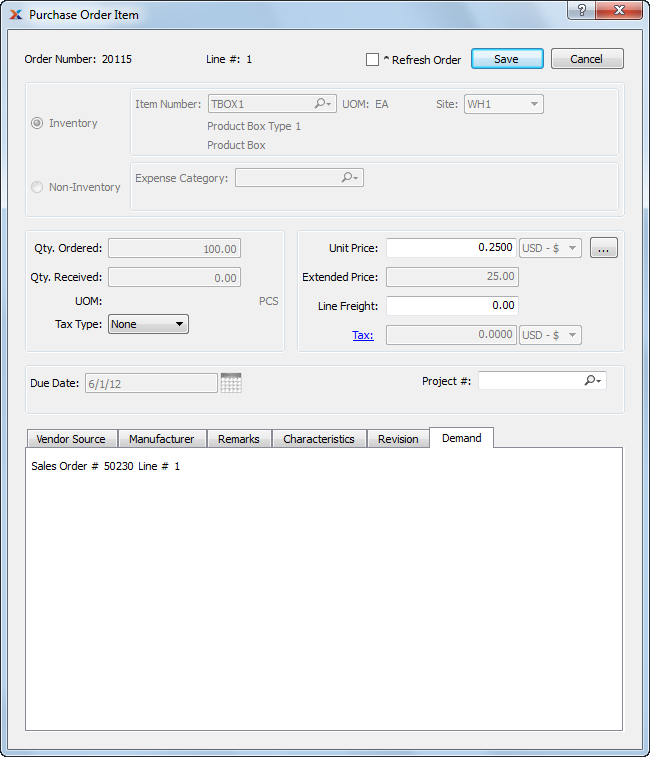 Purchase Order Item
Order Number: 20115 Line #: 1 ^ Refresh Order Save Cancel
Inventory
Item Number: TBOX1 UOM: EA Site: WH1
Product Box Type 1
Product Box
Non-Inventory
Expense Category:
Qty. Ordered: 100.00
Qty. Received: 0.00
UOM: PCS
Tax Type: None
Unit Price: 0.2500 USD - $ ...
Extended Price: 25.00
Line Freight: 0.00
Tax: 0.0000 USD - $
Due Date: 6/1/12 Project #:
Vendor Source Manufacturer Remarks Characteristics Revision Demand
Sales Order # 50230 Line # 1